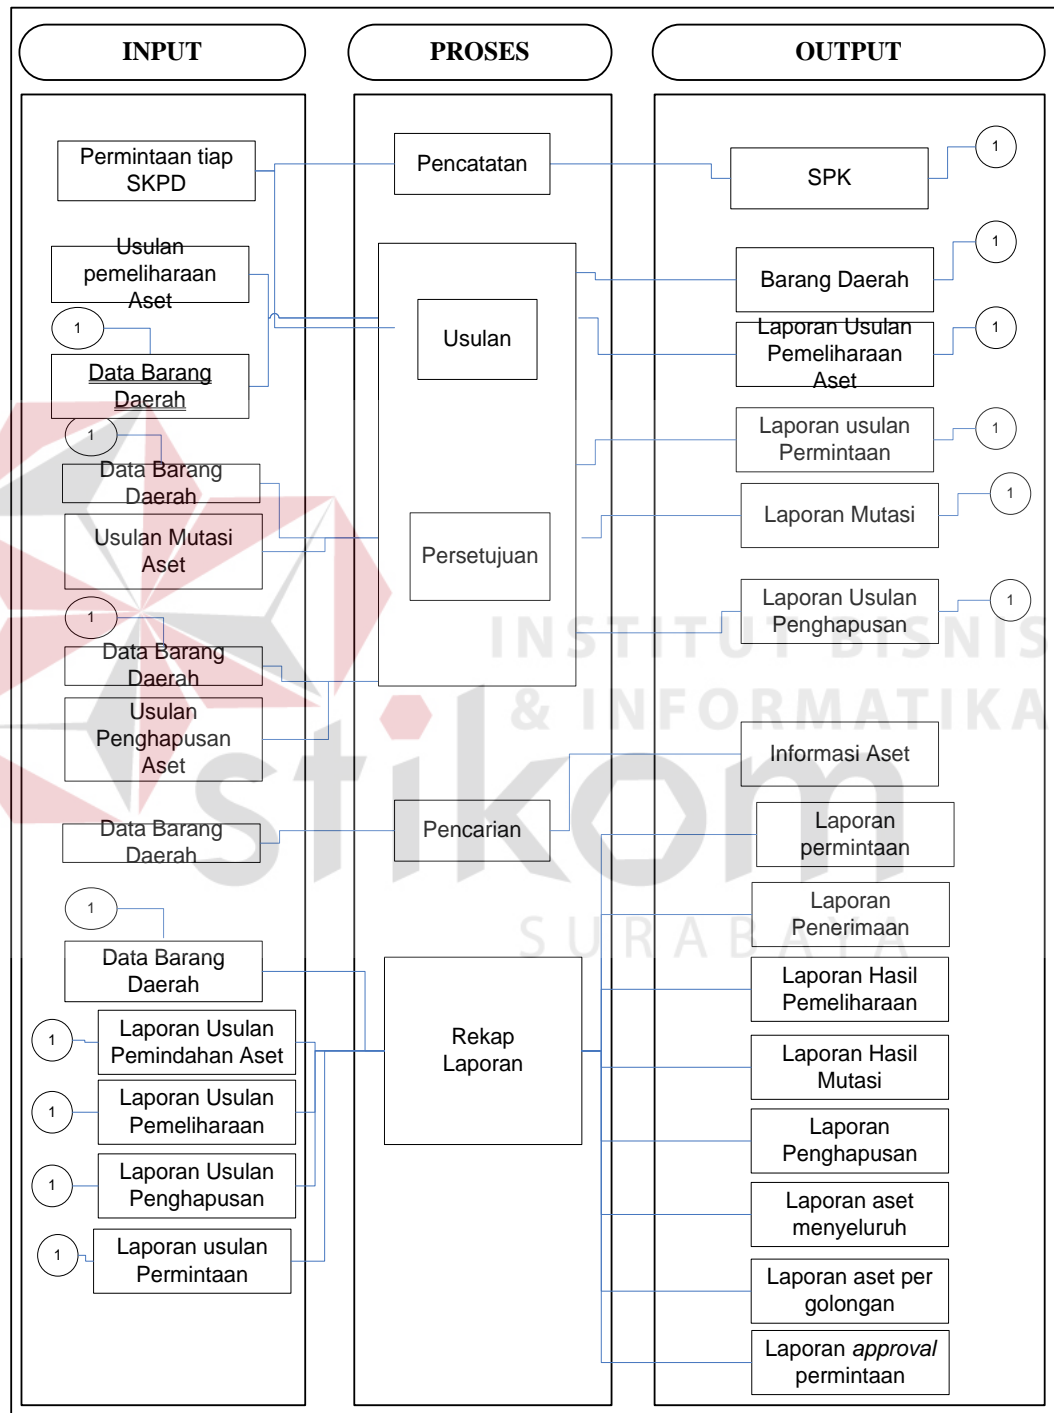 INPUT
PROSES
OUTPUT
Permintaan tiap
SKPD
Usulan
pemeliharaan
Aset
1
Data Barang
Daerah
1
Data Barang
Daerah
Usulan Mutasi
Aset
1
Data Barang
Daerah
Usulan
Penghapusan
Aset
Data Barang
Daerah
1
Data Barang
Daerah
1
Laporan Usulan
Pemindahan Aset
1
Laporan Usulan
Pemeliharaan
1
Laporan Usulan
Penghapusan
1
Laporan usulan
Permintaan
Pencatatan
Usulan
Persetujuan
Pencarian
Rekap
Laporan
SPK
1
Barang Daerah
1
Laporan Usulan
Pemeliharaan
Aset
1
Laporan usulan
Permintaan
1
Laporan Mutasi
1
Laporan Usulan
Penghapusan
1
Informasi Aset
Laporan
permintaan
Laporan
Penerimaan
Laporan Hasil
Pemeliharaan
Laporan Hasil
Mutasi
Laporan
Penghapusan
Laporan aset
menyeluruh
Laporan aset per
golongan
Laporan approval
permintaan
INSTITUT BISNIS
& INFORMATIKA
stikom
SURABAYA